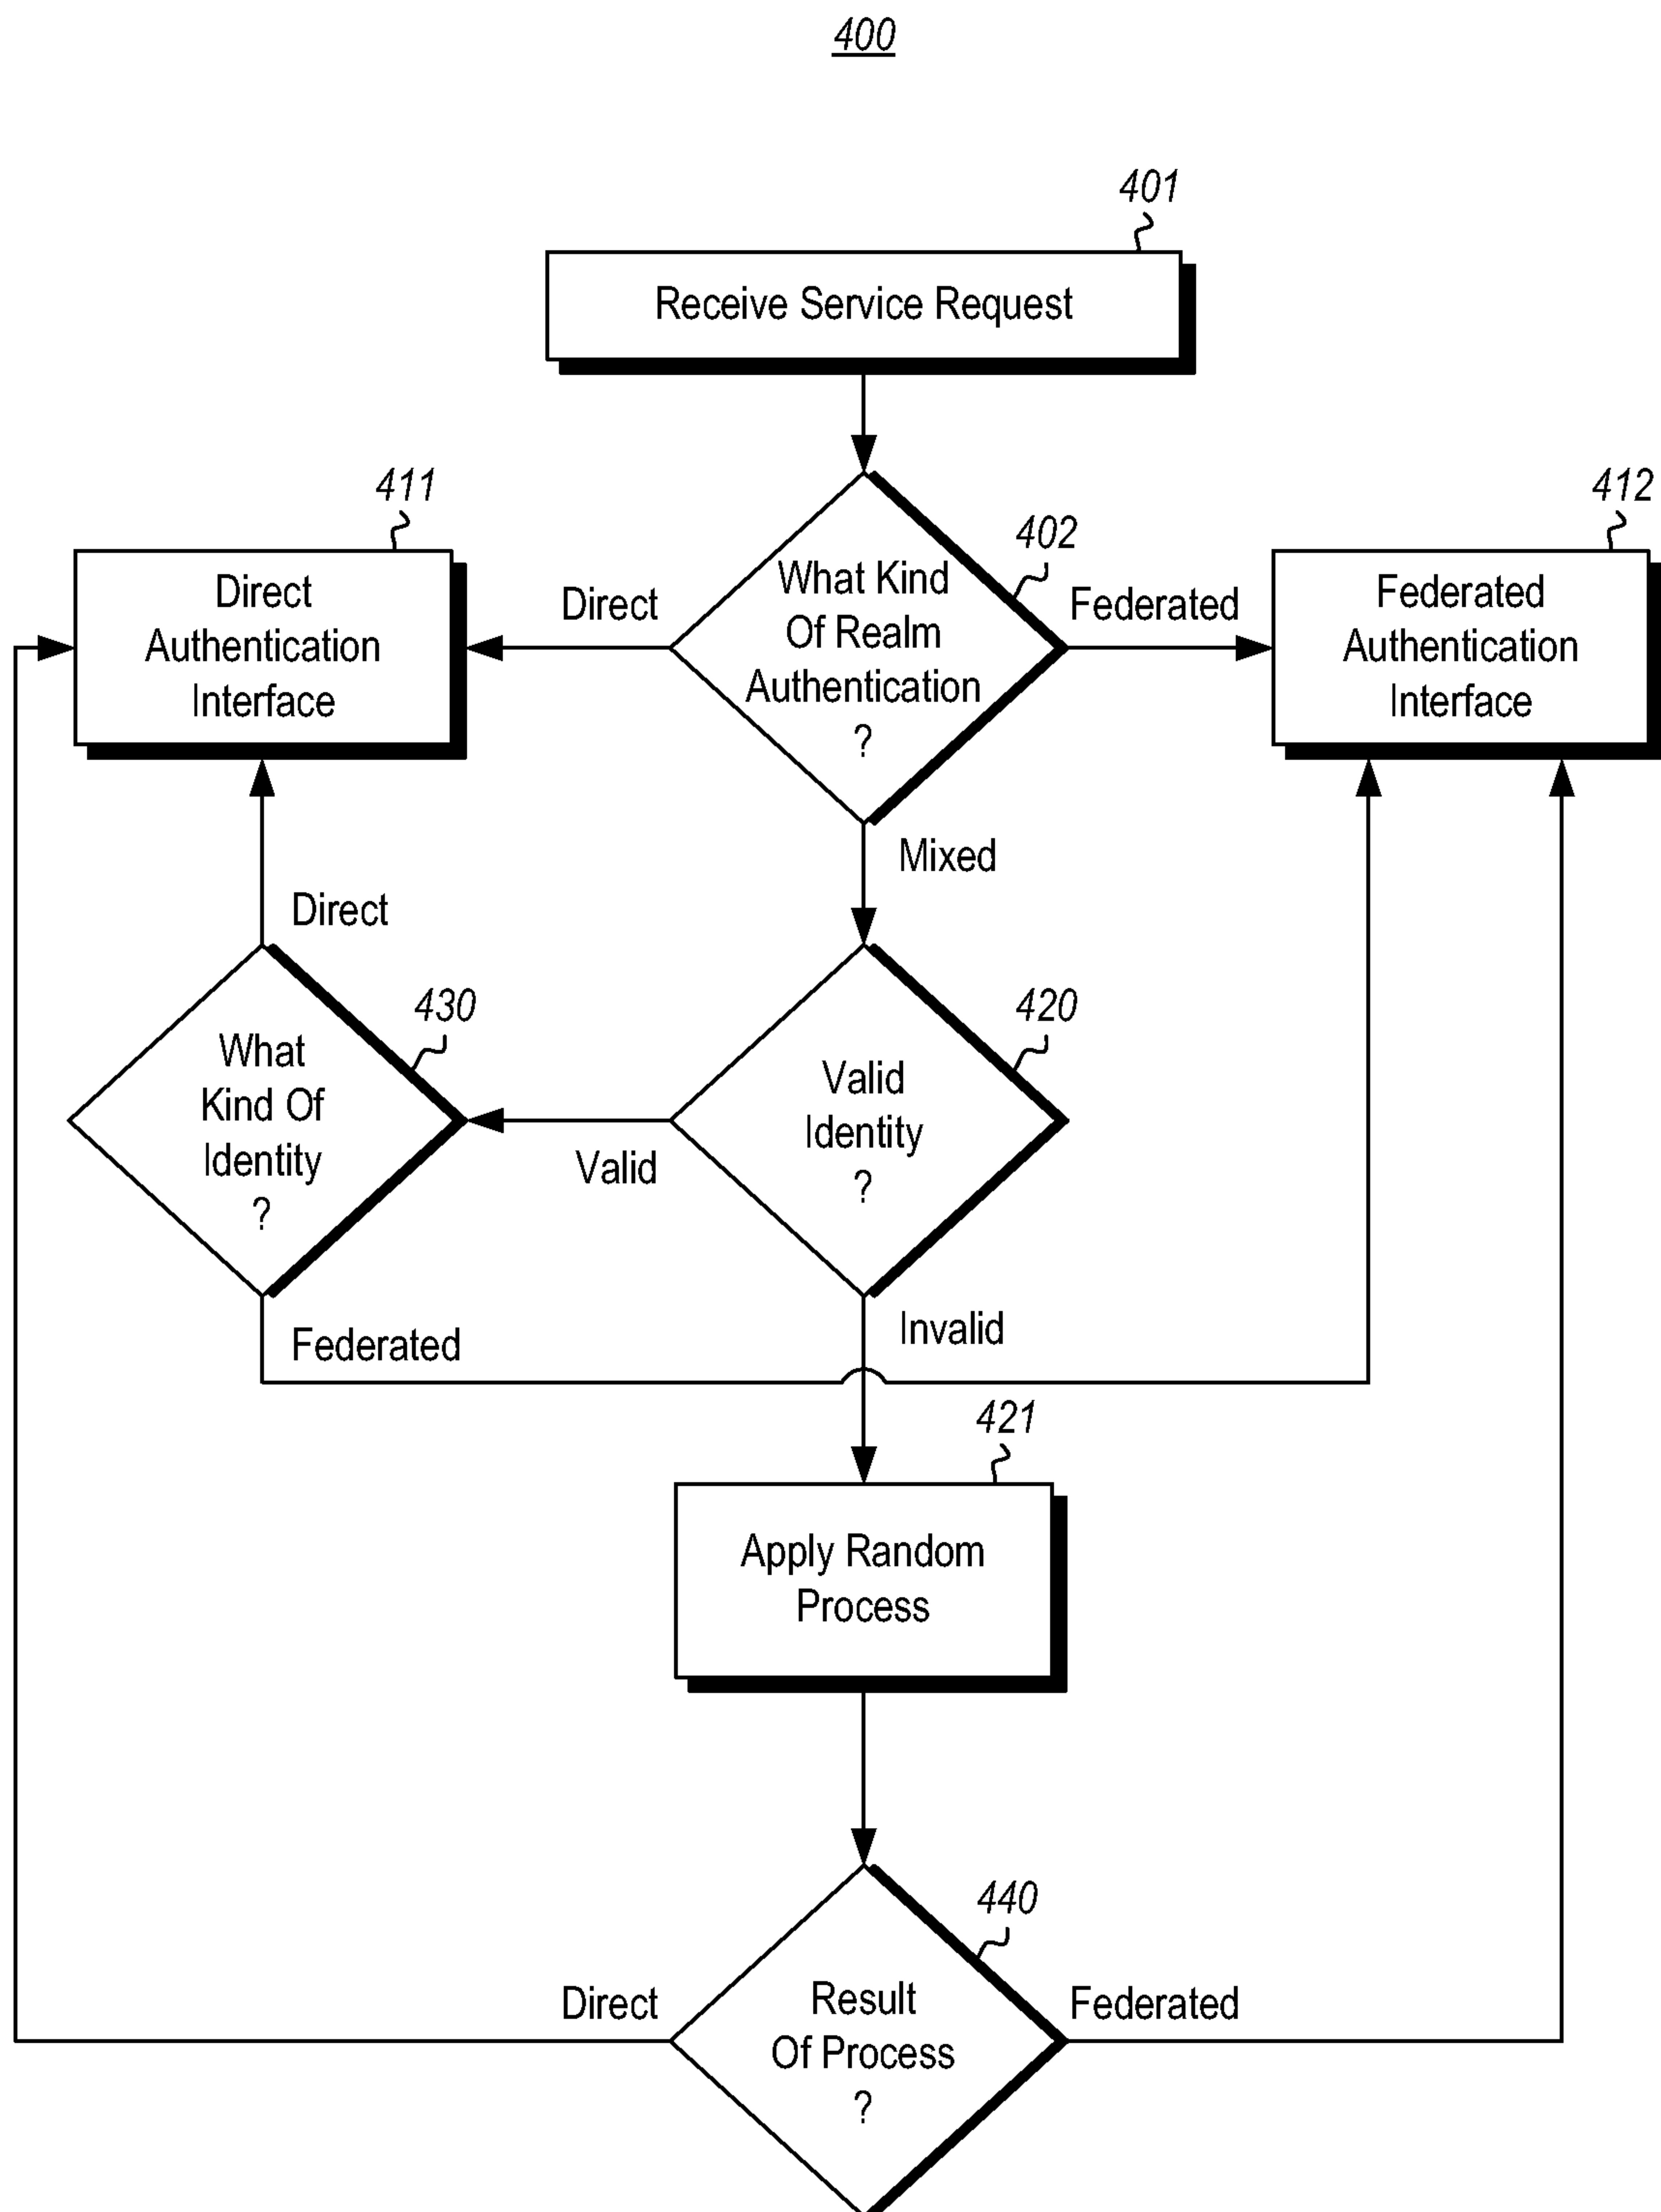 400
401
Receive Service Request
411
402
412
Direct
Authentication
Interface
Direct
What Kind
Of Realm
Authentication
?
Federated
Federated
Authentication
Interface
Mixed
Direct
430
420
What
Kind Of
Identity
?
Valid
Valid
Identity
?
Federated
Invalid
421
Apply Random
Process
440
Direct
Result
Of Process
?
Federated